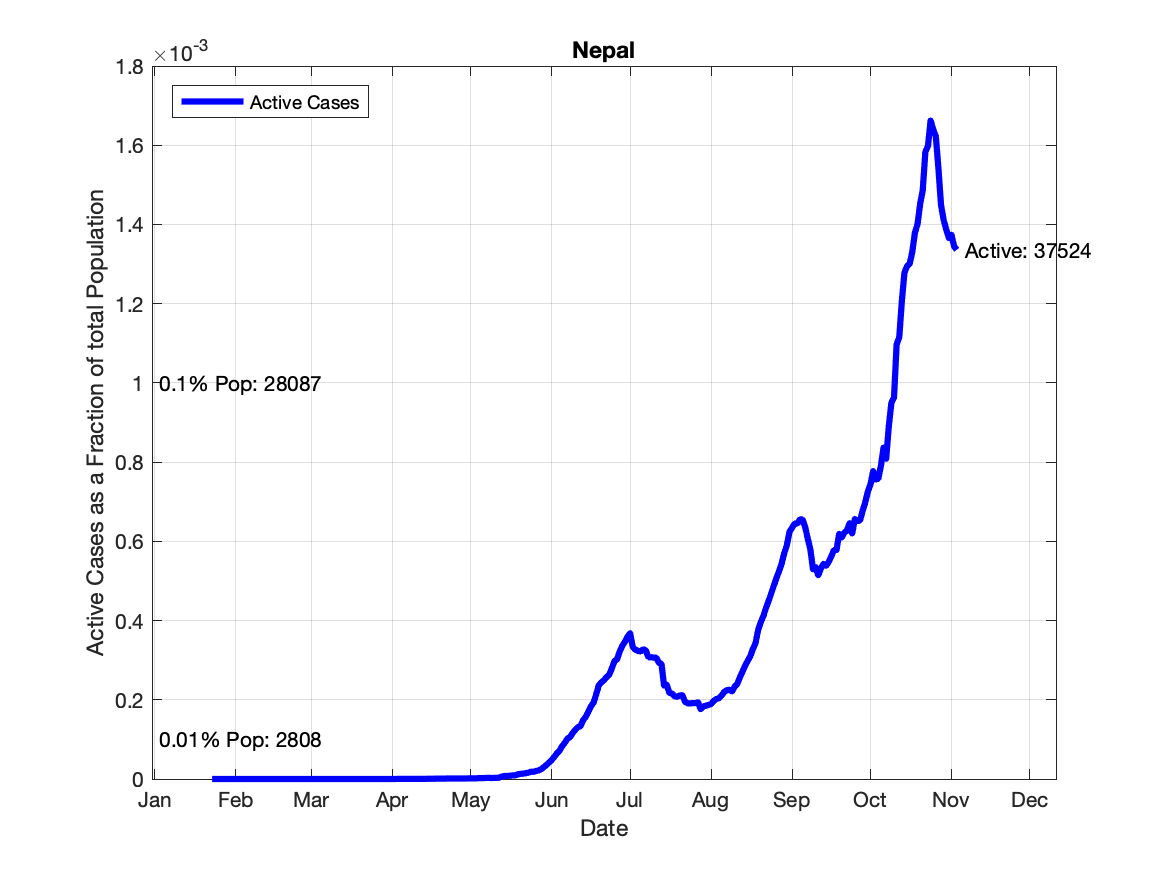 Nepal
×10-3
1.8
1.6
1.4
1.2
1
0.8
0.6
0.4
0.2
0
Active Cases
Active: 37524
0.1% Pop: 28087
0.01% Pop: 2808
Active Cases as a Fraction of total Population
Jan Feb Mar Apr May Jun Jul Aug Sep Oct Nov Dec
Date